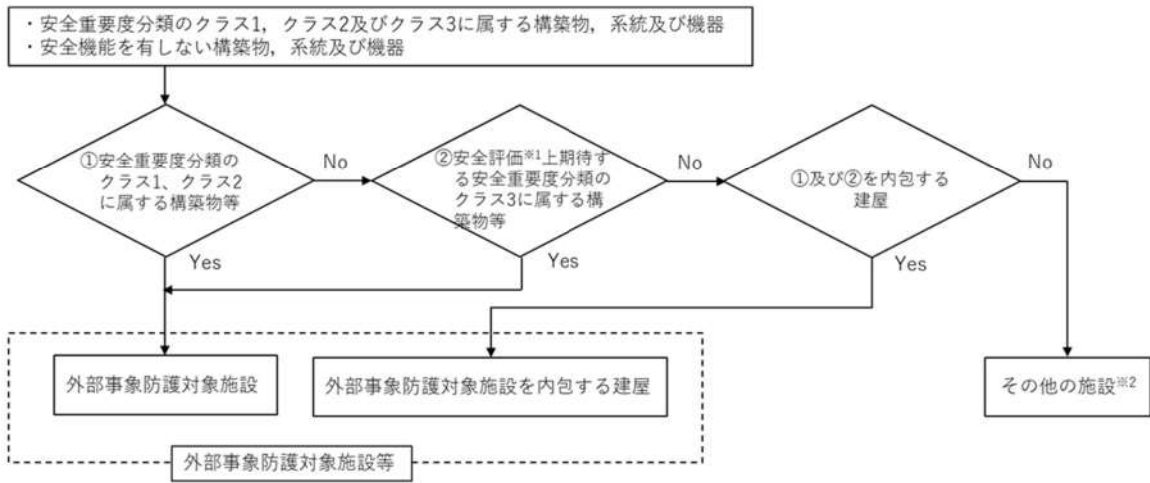 ・安全重要度分類のクラス1，クラス2及びクラス3に属する構築物，系統及び機器
・安全機能を有しない構築物，系統及び機器
①安全重要度分類の
クラス1、クラス2
に属する構築物等
No
Yes
②安全評価※1上期待す
る安全重要度分類の
クラス3に属する構
築物等
No
Yes
①及び②を内包する
建屋
No
Yes
外部事象防護対象施設
外部事象防護対象施設を内包する建屋
その他の施設※2
外部事象防護対象施設等